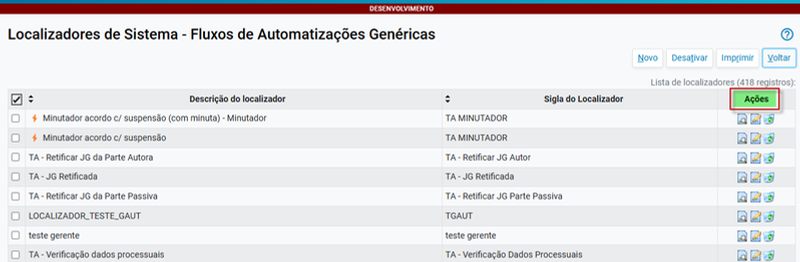 DESENVOLVIMENTO
Localizadores de Sistema - Fluxos de Automatizações Genéricas
Novo Desativar Imprimir Voltar
Lista de localizadores (418 registros):
Descrição do localizador Sigla do Localizador Ações
Minutador acordo c/ suspensão (com minuta) - Minutador TA MINUTADOR
Minutador acordo c/ suspensão TA MINUTADOR
TA - Retificar JG da Parte Autora TA - Retificar JG Autor
TA - JG Retificada TA - JG Retificada
TA - Retificar JG da Parte Passiva TA - Retificar JG Parte Passiva
LOCALIZADOR_TESTE_GAUT TGAUT
teste gerente teste gerente
TA - Verificação dados processuais TA - Verificação Dados Processuais